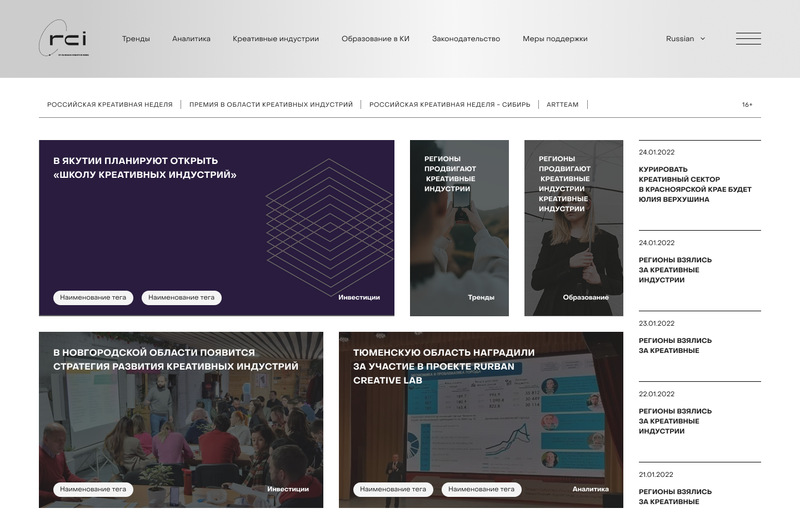 rci
Тренды
Аналитика
Креативные индустрии
Образование в КИ
Законодательство
Меры поддержки
Russian
РОССИЙСКАЯ КРЕАТИВНАЯ НЕДЕЛЯ
ПРЕМИЯ В ОБЛАСТИ КРЕАТИВНЫХ ИНДУСТРИЙ
РОССИЙСКАЯ КРЕАТИВНАЯ НЕДЕЛЯ – СИБИРЬ
ARTTEAM
16+
В ЯКУТИИ ПЛАНИРУЮТ ОТКРЫТЬ
«ШКОЛУ КРЕАТИВНЫХ ИНДУСТРИЙ»
Наименование тега
Наименование тега
Инвестиции
РЕГИОНЫ
ПРОДВИГАЮТ
КРЕАТИВНЫЕ
ИНДУСТРИИ
Тренды
РЕГИОНЫ
ПРОДВИГАЮТ
КРЕАТИВНЫЕ
ИНДУСТРИИ
КРЕАТИВНЫЕ
ИНДУСТРИИ
Образование
24.01.2022
КУРИРОВАТЬ
КРЕАТИВНЫЙ СЕКТОР
В КРАСНОЯРСКОЙ КРАЕ БУДЕТ
ЮЛИЯ ВЕРХУШИНА
24.01.2022
РЕГИОНЫ ВЗЯЛИСЬ
ЗА КРЕАТИВНЫЕ
ИНДУСТРИИ
23.01.2022
РЕГИОНЫ ВЗЯЛИСЬ
ЗА КРЕАТИВНЫЕ
22.01.2022
РЕГИОНЫ ВЗЯЛИСЬ
ЗА КРЕАТИВНЫЕ
ИНДУСТРИИ
21.01.2022
РЕГИОНЫ ВЗЯЛИСЬ
ЗА КРЕАТИВНЫЕ
В НОВГОРОДСКОЙ ОБЛАСТИ ПОЯВИТСЯ
СТРАТЕГИЯ РАЗВИТИЯ КРЕАТИВНЫХ ИНДУСТРИЙ
Наименование тега
Инвестиции
ТЮМЕНСКУЮ ОБЛАСТЬ НАГРАДИЛИ
ЗА УЧАСТИЕ В ПРОЕКТЕ RURBAN
CREATIVE LAB
Наименование тега
Наименование тега
Аналитика